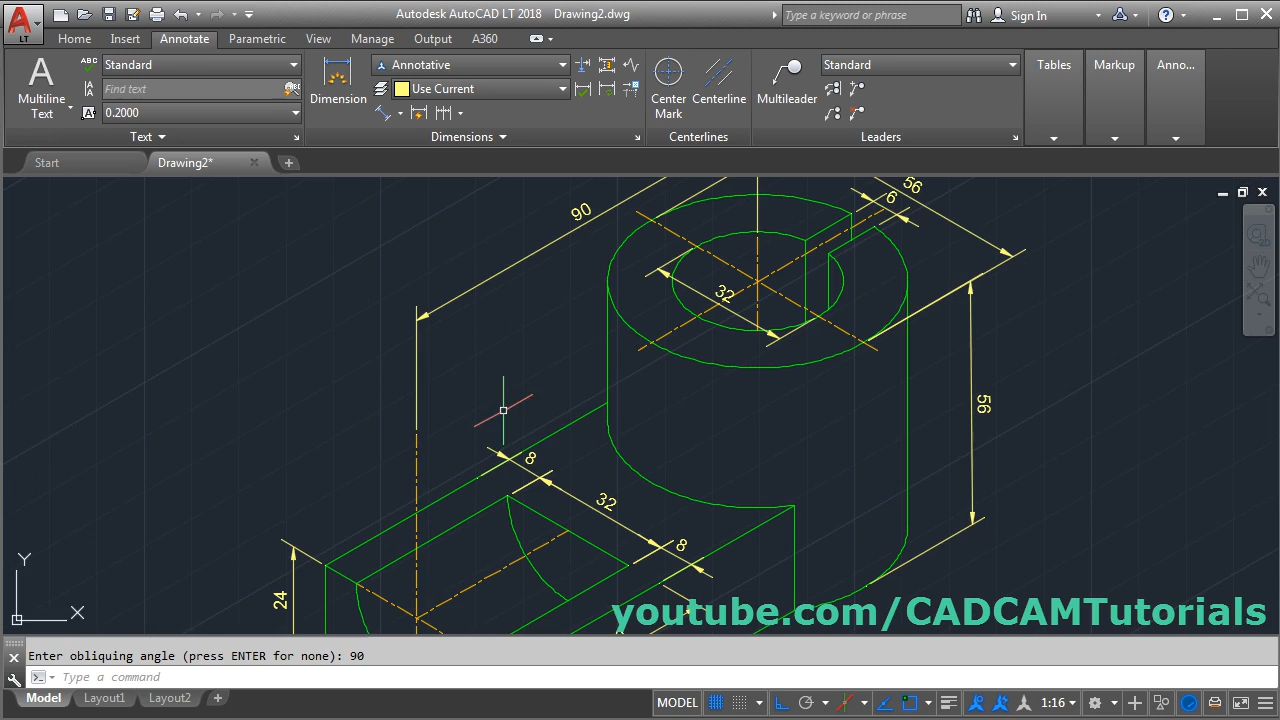 Autodesk AutoCAD LT 2018 Drawing2.dwg
Type a keyword or phrase
Sign In
LT
Home Insert Annotate Parametric View Manage Output A360
Multiline Text
ABC
Standard
Find text
0.2000
Text
Dimension
Annotative
Use Current
Dimensions
Center Mark
Centerline
Centerlines
Multileader
Standard
Leaders
Tables
Markup
Anno...
Start
Drawing2*
90
56
6
32
56
8
32
8
24
Y
X
youtube.com/CADCAMTutorials
Enter obliquing angle (press ENTER for none): 90
Type a command
Model Layout1 Layout2
MODEL
1:16